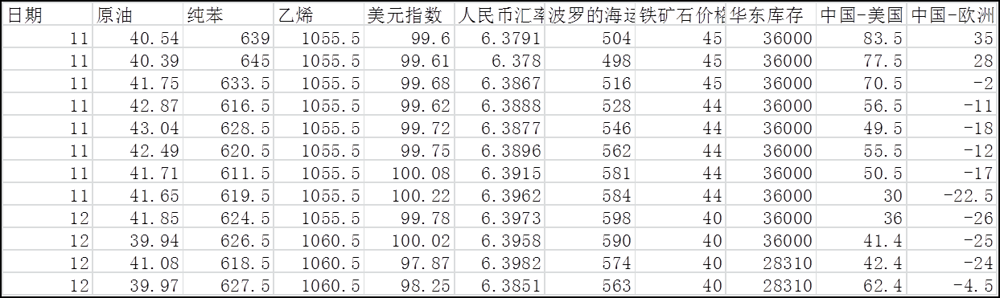 日期 原油 纯苯 乙烯 美元指数 人民币汇率 波罗的海运 铁矿石价格 华东库存 中国-美国 中国-欧洲
11 40.54 639 1055.5 99.6 6.3791 504 45 36000 83.5 35
11 40.39 645 1055.5 99.61 6.378 498 45 36000 77.5 28
11 41.75 633.5 1055.5 99.68 6.3867 516 45 36000 70.5 -2
11 42.87 616.5 1055.5 99.62 6.3888 528 44 36000 56.5 -11
11 43.04 628.5 1055.5 99.72 6.3877 546 44 36000 49.5 -18
11 42.49 620.5 1055.5 99.75 6.3896 562 44 36000 55.5 -12
11 41.71 611.5 1055.5 100.08 6.3915 581 44 36000 50.5 -17
11 41.65 619.5 1055.5 100.22 6.3962 584 44 36000 30 -22.5
12 41.85 624.5 1055.5 99.78 6.3973 598 40 36000 36 -26
12 39.94 626.5 1060.5 100.02 6.3958 590 40 36000 41.4 -25
12 41.08 618.5 1060.5 97.87 6.3982 574 40 28310 42.4 -24
12 39.97 627.5 1060.5 98.25 6.3851 563 40 28310 62.4 -4.5